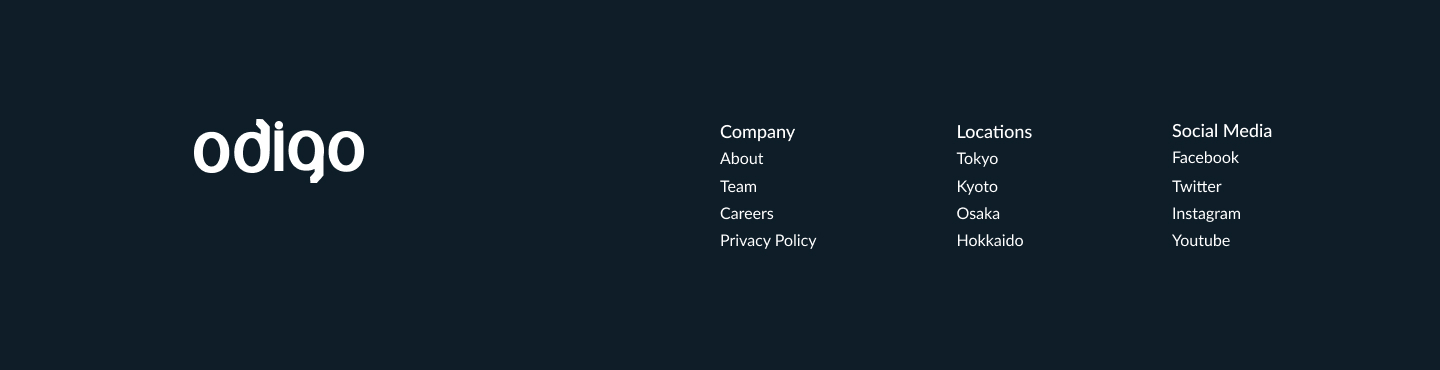 odigo
Company
About
Team
Careers
Privacy Policy
Locations
Tokyo
Kyoto
Osaka
Hokkaido
Social Media
Facebook
Twitter
Instagram
Youtube